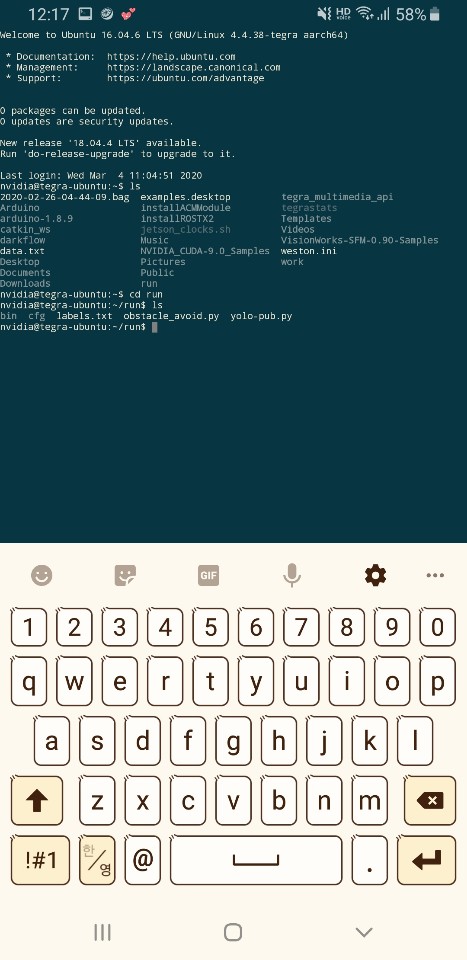 12:17 HD VOICE 58%
Welcome to Ubuntu 16.04.6 LTS (GNU/Linux 4.4.38-tegra aarch64)
* Documentation: https://help.ubuntu.com
* Management: https://landscape.canonical.com
* Support: https://ubuntu.com/advantage
0 packages can be updated.
0 updates are security updates.
New release '18.04.4 LTS' available.
Run 'do-release-upgrade' to upgrade to it.
Last login: Wed Mar 4 11:04:51 2020
nvidia@tegra-ubuntu:~$ ls
2020-02-26-04-44-09.bag examples.desktop tegra_multimedia_api
Arduino installACMModule tegrastats
arduino-1.8.9 installROSTX2 Templates
catkin_ws jetson_clocks.sh Videos
darkflow Music VisionWorks-SFM-0.90-Samples
data.txt NVIDIA_CUDA-9.0_Samples weston.ini
Desktop Pictures work
Documents Public
Downloads run
nvidia@tegra-ubuntu:~$ cd run
nvidia@tegra-ubuntu:~/run$ ls
bin cfg labels.txt obstacle_avoid.py yolo-pub.py
nvidia@tegra-ubuntu:~/run$
GIF
1 2 3 4 5 6 7 8 9 0
q w e r t y u i o p
a s d f g h j k l
z x c v b n m
!#1 한/영 @ .